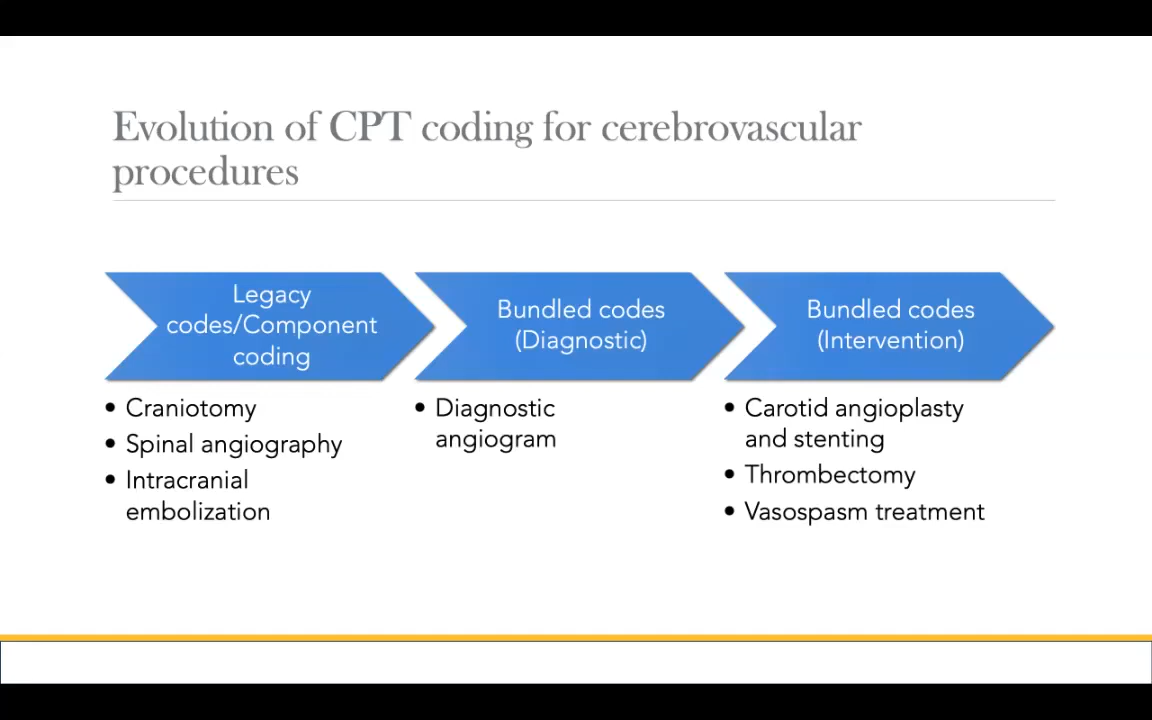 Evolution of CPT coding for cerebrovascular
procedures
Legacy
codes/Component
coding
• Craniotomy
• Spinal angiography
• Intracranial
embolization
Bundled codes
(Diagnostic)
• Diagnostic
angiogram
Bundled codes
(Intervention)
• Carotid angioplasty
and stenting
• Thrombectomy
• Vasospasm treatment